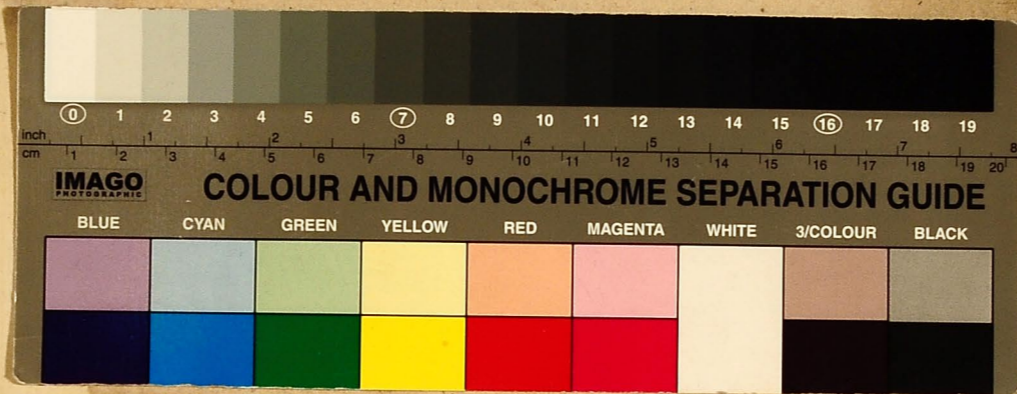 0 1 2 3 4 5 6 7 8 9 10 11 12 13 14 15 16 17 18 19
inch 1 2 3 4 5 6 7 8
cm 1 2 3 4 5 6 7 8 9 10 11 12 13 14 15 16 17 18 19 20
IMAGO
PHOTOGRAPHIC
COLOUR AND MONOCHROME SEPARATION GUIDE
BLUE CYAN GREEN YELLOW RED MAGENTA WHITE 3/COLOUR BLACK